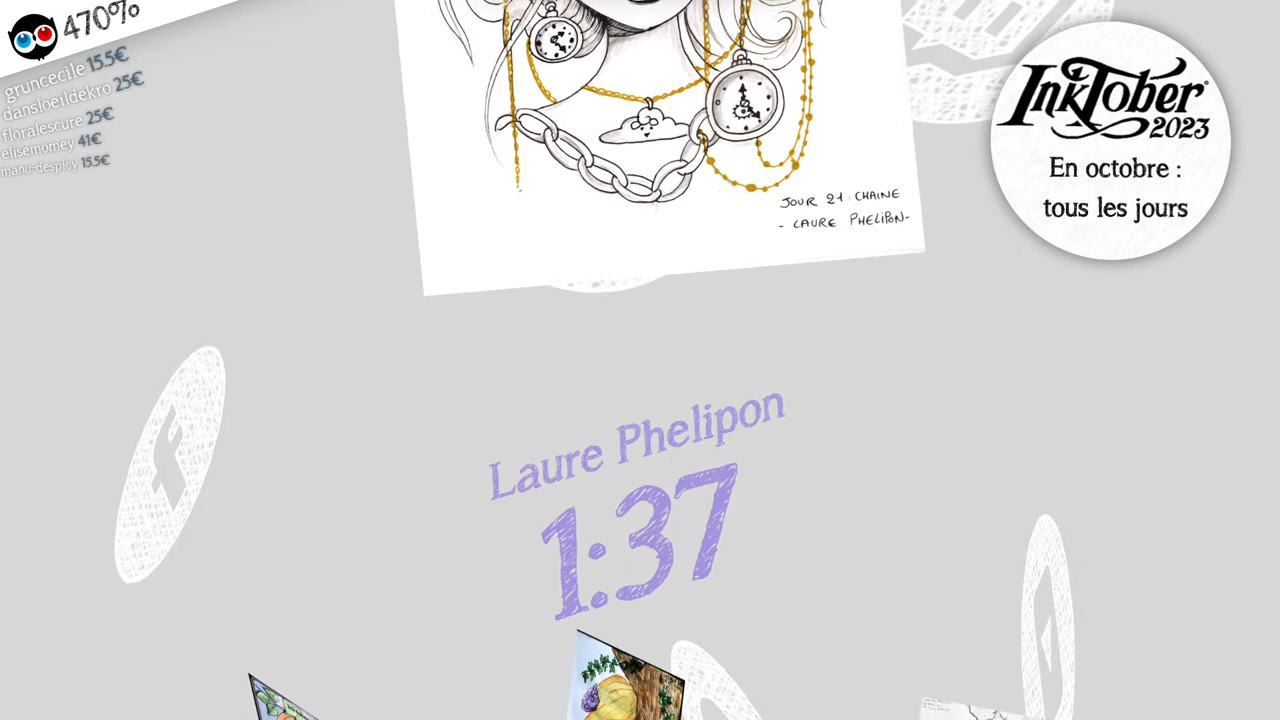 470%
gruncecile 15.5€
dansloeildekro 25€
floralescure 25€
elisemomey 41€
manu-despicy 15.5€
JOUR 21 : CHAINE
- LAURE PHELIPON-
INKTOBER
2023
En octobre :
tous les jours
Laure Phelipon
1:37